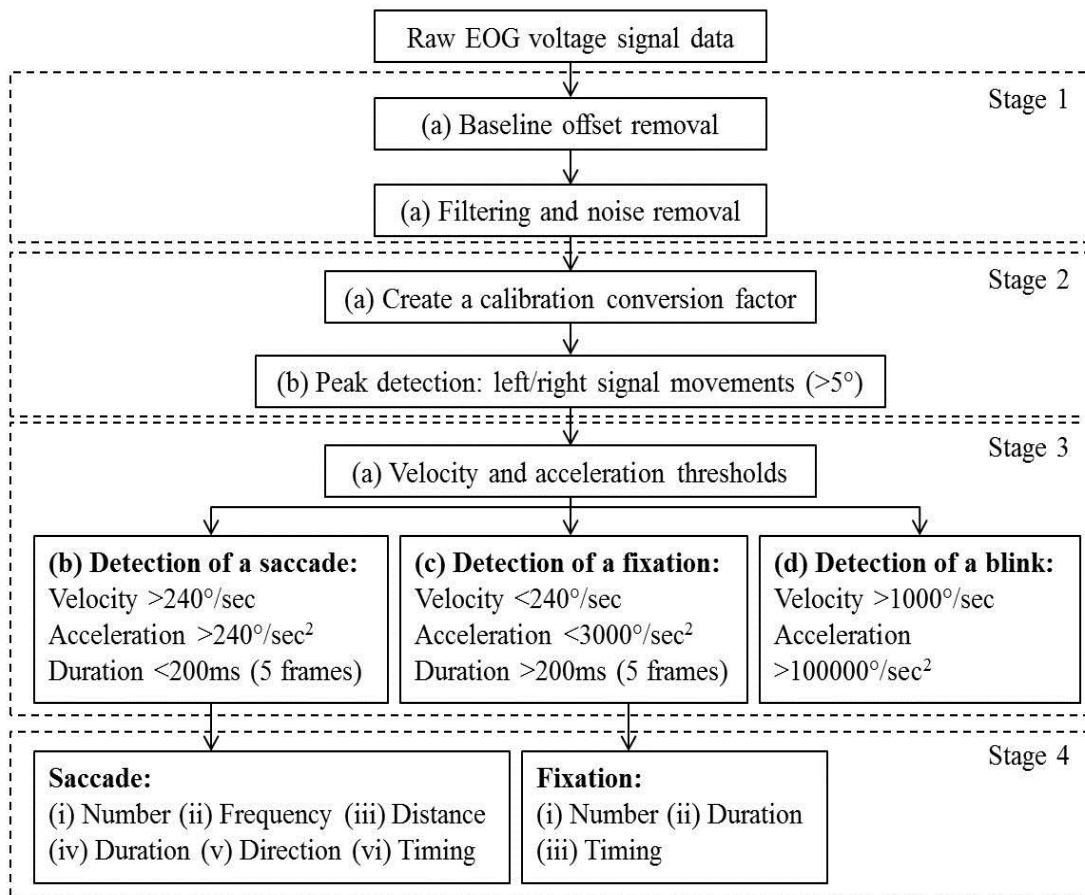 Raw EOG voltage signal data
Stage 1
(a) Baseline offset removal
(a) Filtering and noise removal
Stage 2
(a) Create a calibration conversion factor
(b) Peak detection: left/right signal movements (>5°)
Stage 3
(a) Velocity and acceleration thresholds
(b) Detection of a saccade:
Velocity >240°/sec
Acceleration >240°/sec²
Duration <200ms (5 frames)
(c) Detection of a fixation:
Velocity <240°/sec
Acceleration <3000°/sec²
Duration >200ms (5 frames)
(d) Detection of a blink:
Velocity >1000°/sec
Acceleration
>100000°/sec²
Stage 4
Saccade:
(i) Number (ii) Frequency (iii) Distance
(iv) Duration (v) Direction (vi) Timing
Fixation:
(i) Number (ii) Duration
(iii) Timing